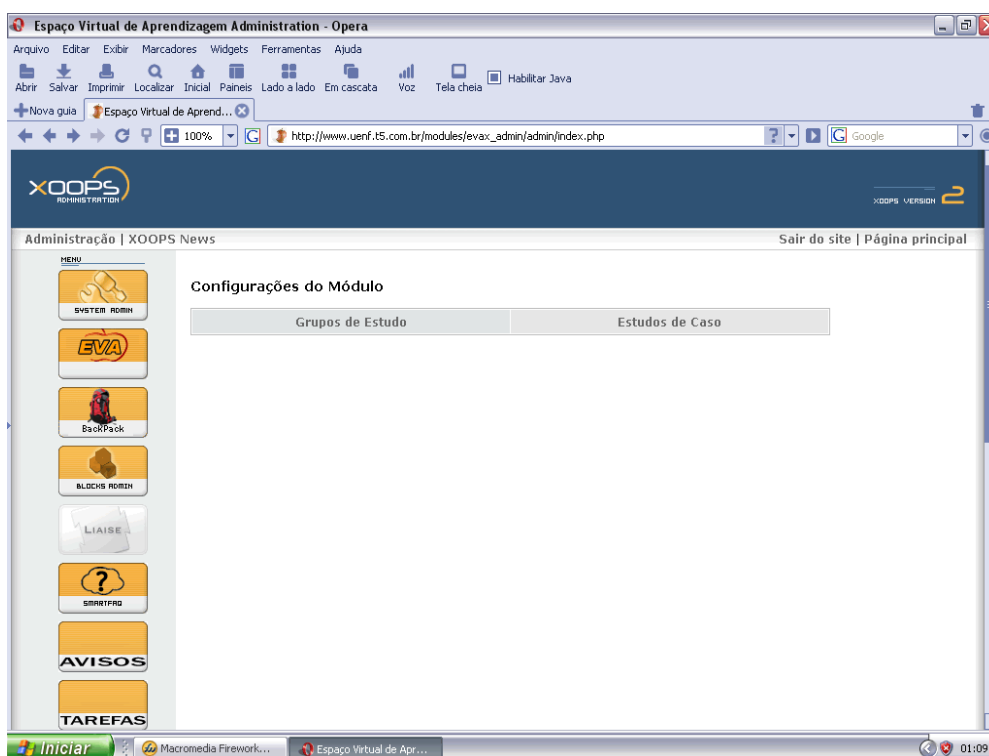 Espaço Virtual de Aprendizagem Administration - Opera
Arquivo Editar Exibir Marcadores Widgets Ferramentas Ajuda
Abrir Salvar Imprimir Localizar Inicial Paineis Lado a lado Em cascata Voz Tela cheia Habilitar Java
Nova guia Espaço Virtual de Aprend...
100% G http://www.uenf.t5.com.br/modules/evax_admin/admin/index.php ? G Google
XOOPS
ADMINISTRATION
XOOPS VERSION 2
Administração | XOOPS News Sair do site | Página principal
MENU
Configurações do Módulo
SYSTEM ADMIN
Grupos de Estudo Estudos de Caso
EVA
BackPack
BLOCKS ADMIN
LIAISE
?
SMARTFAQ
AVISOS
TAREFAS
Iniciar Macromedia Firework... Espaço Virtual de Apr... 01:09